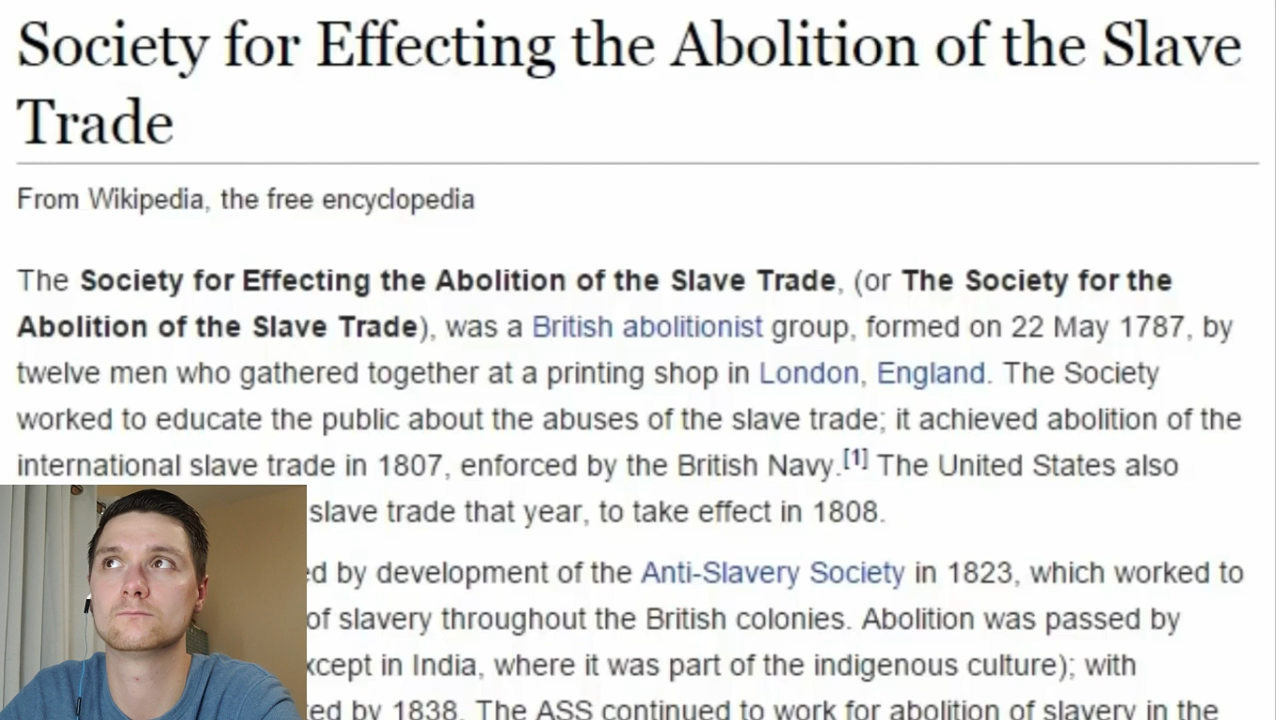 Society for Effecting the Abolition of the Slave
Trade
From Wikipedia, the free encyclopedia
The Society for Effecting the Abolition of the Slave Trade, (or The Society for the
Abolition of the Slave Trade), was a British abolitionist group, formed on 22 May 1787, by
twelve men who gathered together at a printing shop in London, England. The Society
worked to educate the public about the abuses of the slave trade; it achieved abolition of the
international slave trade in 1807, enforced by the British Navy.[1] The United States also
slave trade that year, to take effect in 1808.
by development of the Anti-Slavery Society in 1823, which worked to
of slavery throughout the British colonies. Abolition was passed by
in India, where it was part of the indigenous culture); with
by 1838. The ASS continued to work for abolition of slavery in the